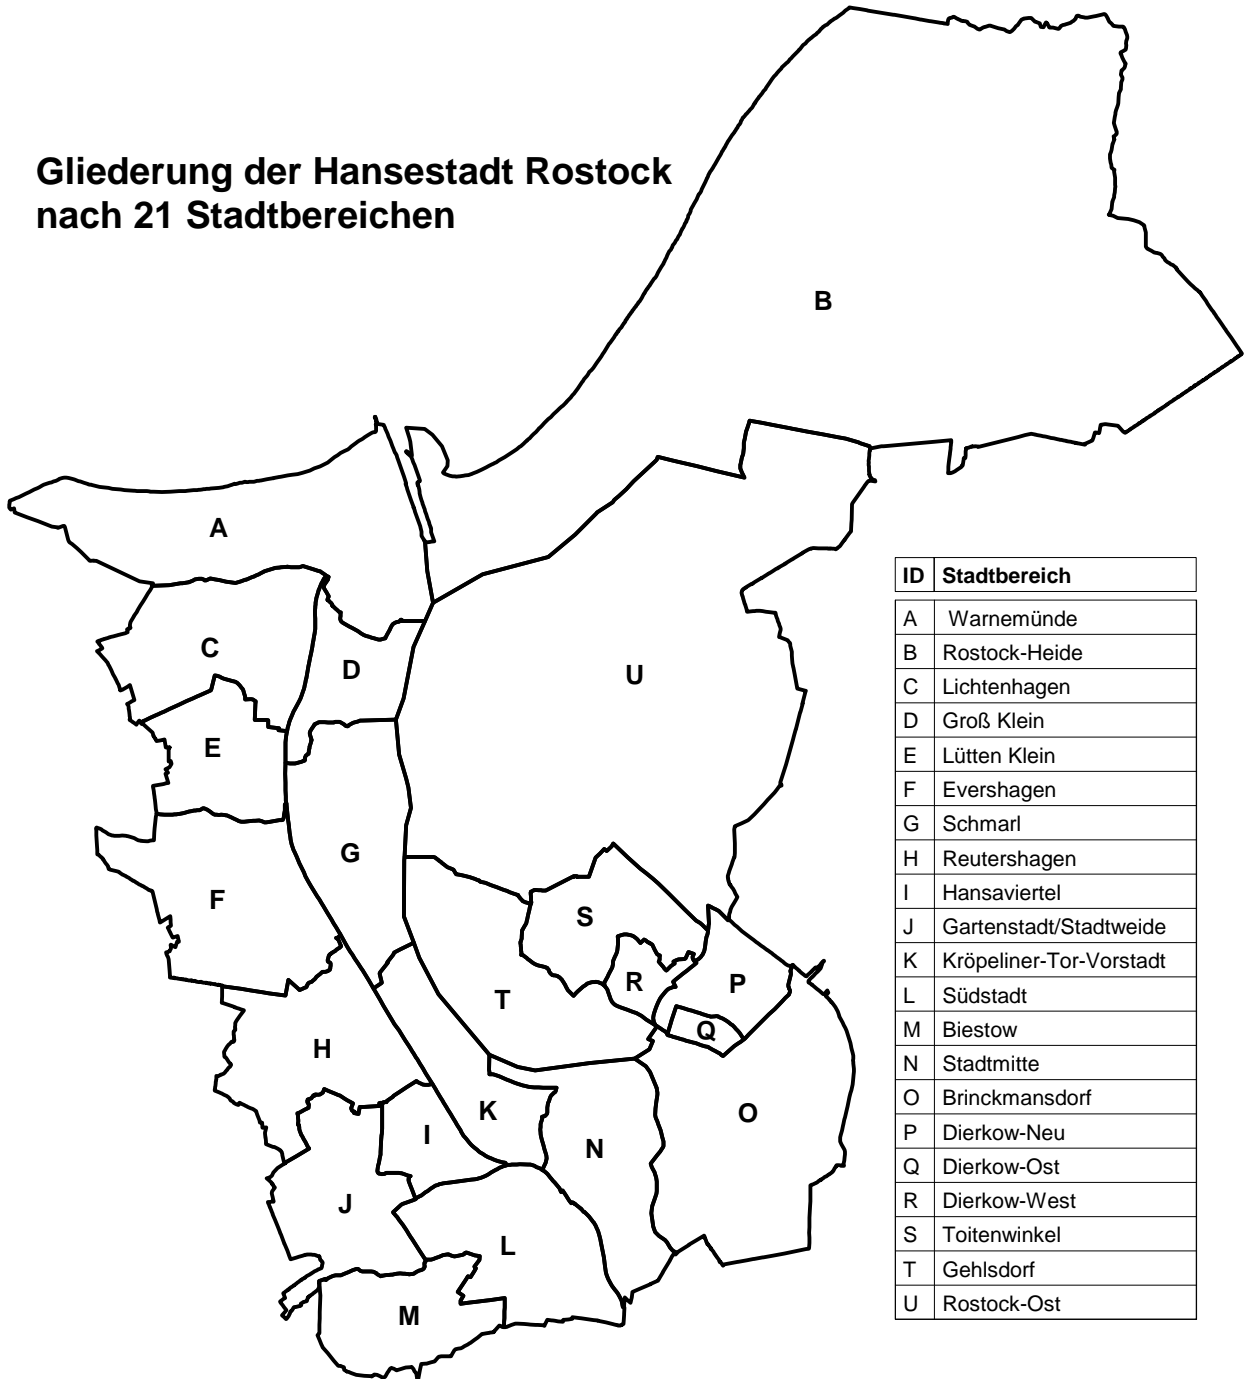 Gliederung der Hansestadt Rostock
nach 21 Stadtbereichen
B
A
C
D
U
E
G
F
S
R
P
T
Q
H
K
O
I
N
J
L
M
ID Stadtbereich
A Warnemünde
B Rostock-Heide
C Lichtenhagen
D Groß Klein
E Lütten Klein
F Evershagen
G Schmarl
H Reutershagen
I Hansaviertel
J Gartenstadt/Stadtweide
K Kröpeliner-Tor-Vorstadt
L Südstadt
M Biestow
N Stadtmitte
O Brinckmansdorf
P Dierkow-Neu
Q Dierkow-Ost
R Dierkow-West
S Toitenwinkel
T Gehlsdorf
U Rostock-Ost